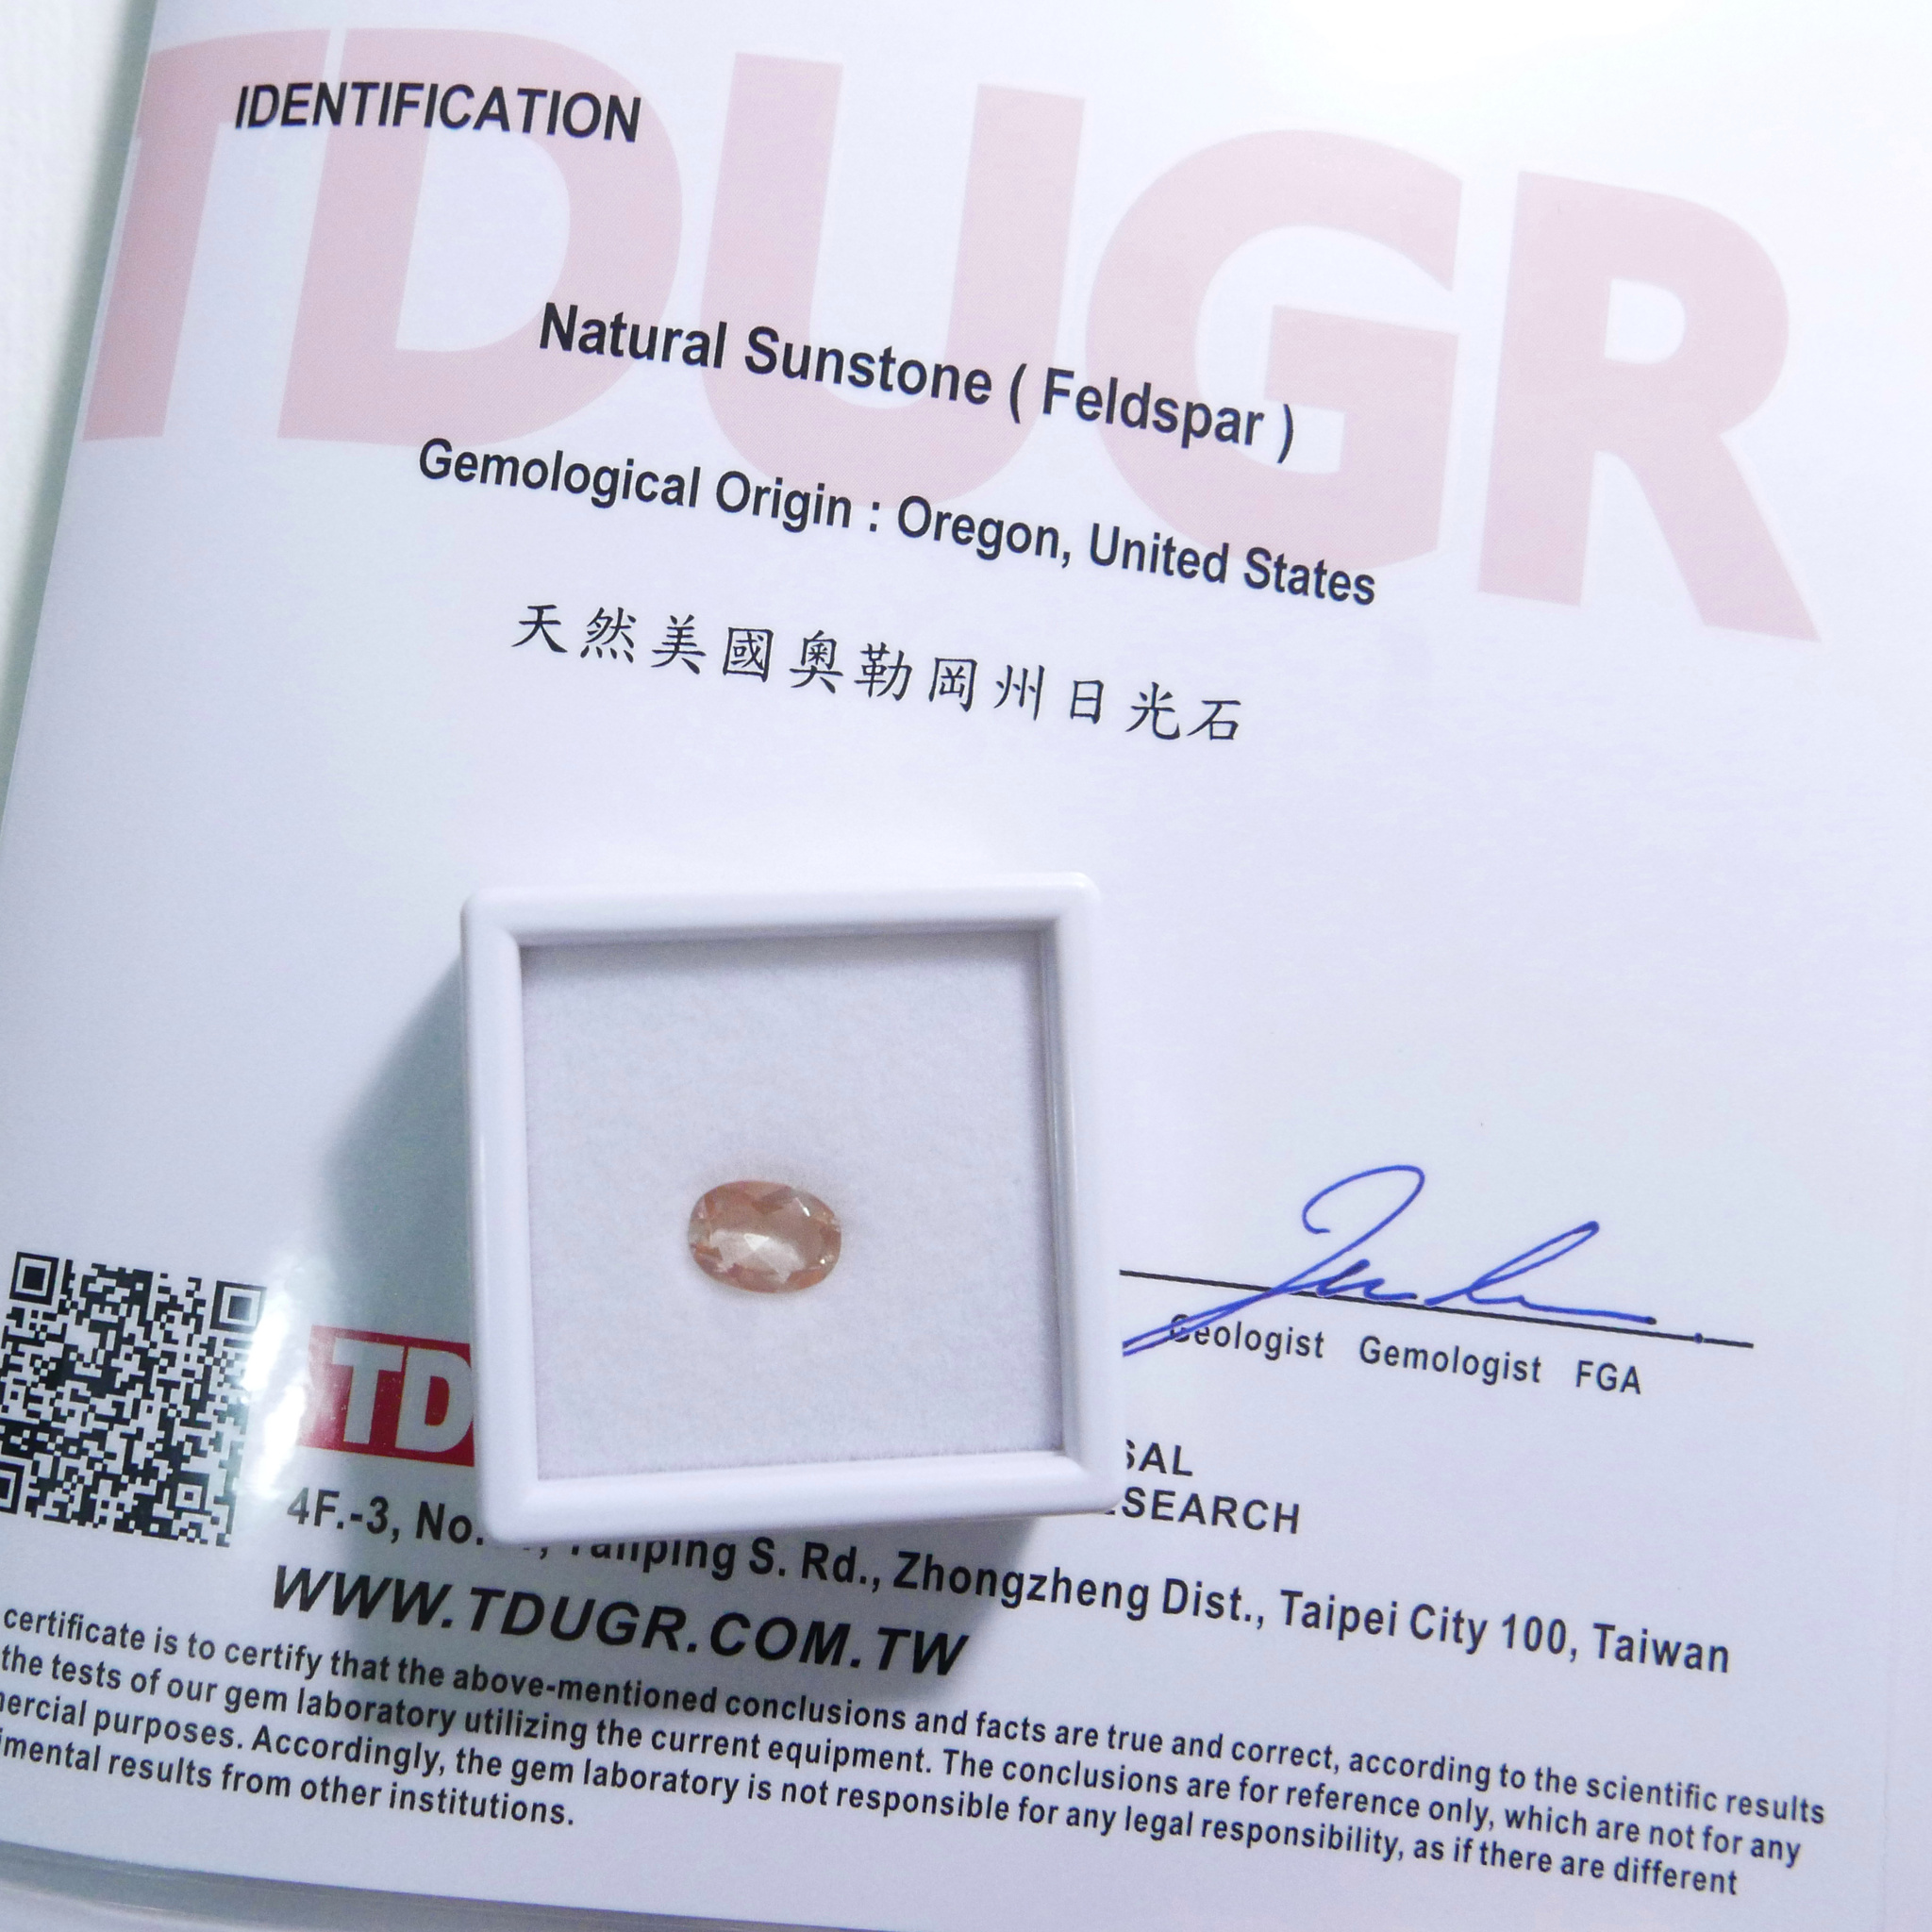 TDUGR
IDENTIFICATION
Natural Sunstone ( Feldspar )
Gemological Origin : Oregon, United States
天然美國奧勒岡州日光石
Geologist Gemologist FGA
TD
4F.-3, No. S. Rd., Zhongzheng Dist., Taipei City 100, Taiwan
WWW.TDUGR.COM.TW
certificate is to certify that the above-mentioned conclusions and facts are true and correct, according to the scientific results
the tests of our gem laboratory utilizing the current equipment. The conclusions are for reference only, which are not for any
purposes. Accordingly, the gem laboratory is not responsible for any legal responsibility, as if there are different
results from other institutions.